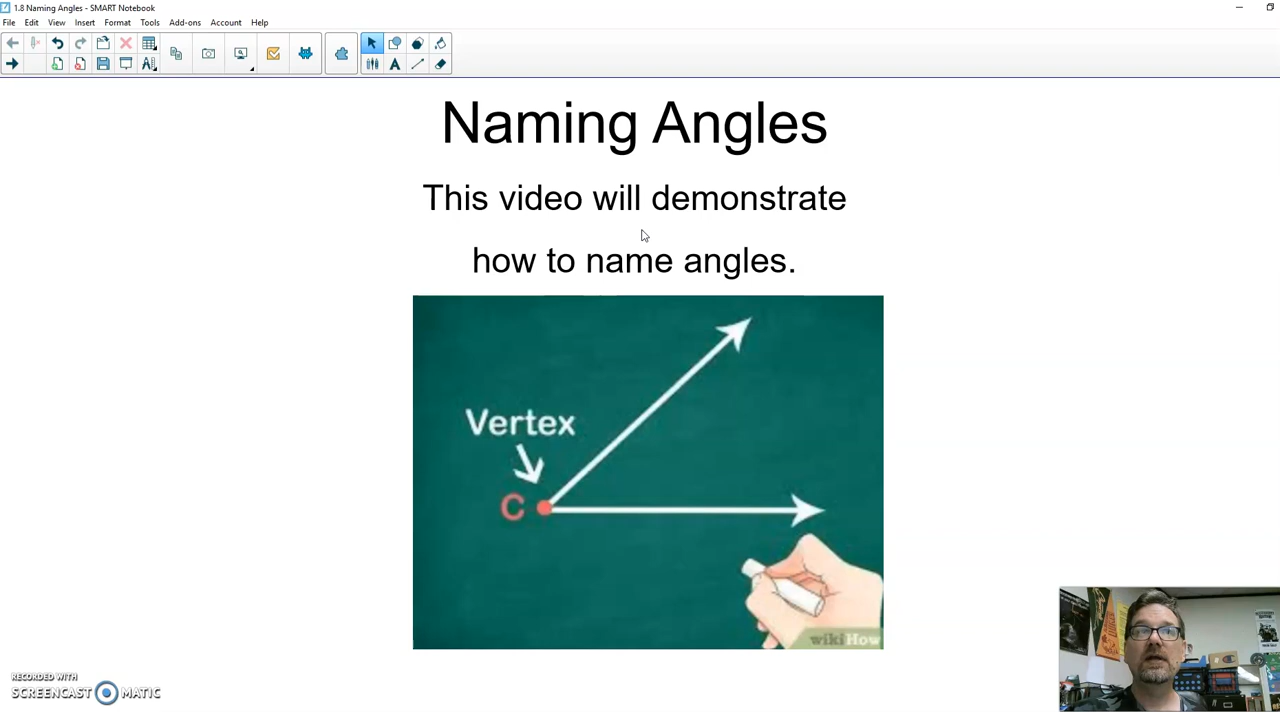 1.8 Naming Angles - SMART Notebook
File Edit View Insert Format Tools Add-ons Account Help
Naming Angles
This video will demonstrate
how to name angles.
Vertex
C
wikiHow
RECORDED WITH
SCREENCAST MATIC